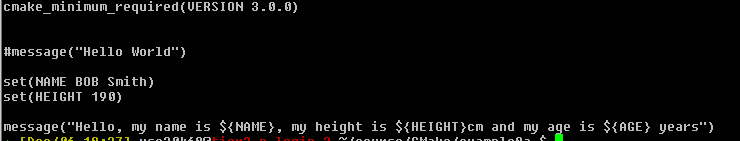 cmake_minimum_required(VERSION 3.0.0)
#message("Hello World")
set(NAME BOB Smith)
set(HEIGHT 190)
message("Hello, my name is ${NAME}, my height is ${HEIGHT}cm and my age is ${AGE} years")